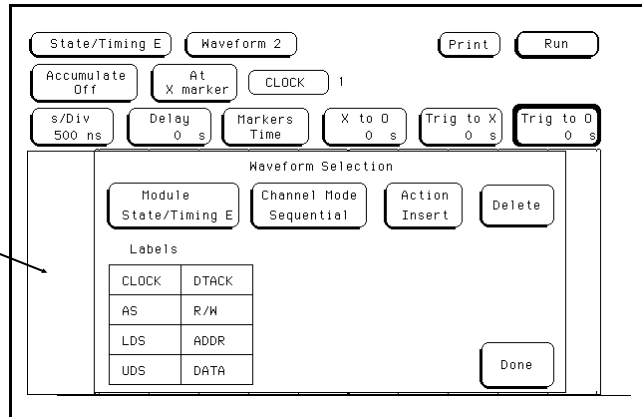 State/Timing E Waveform 2 Print Run
Accumulate Off At X marker CLOCK 1
s/Div 500 ns Delay 0 s Markers Time X to O 0 s Trig to X 0 s Trig to O 0 s
Waveform Selection
Module State/Timing E Channel Mode Sequential Action Insert Delete
Labels
CLOCK DTACK
AS R/W
LDS ADDR
UDS DATA
Done